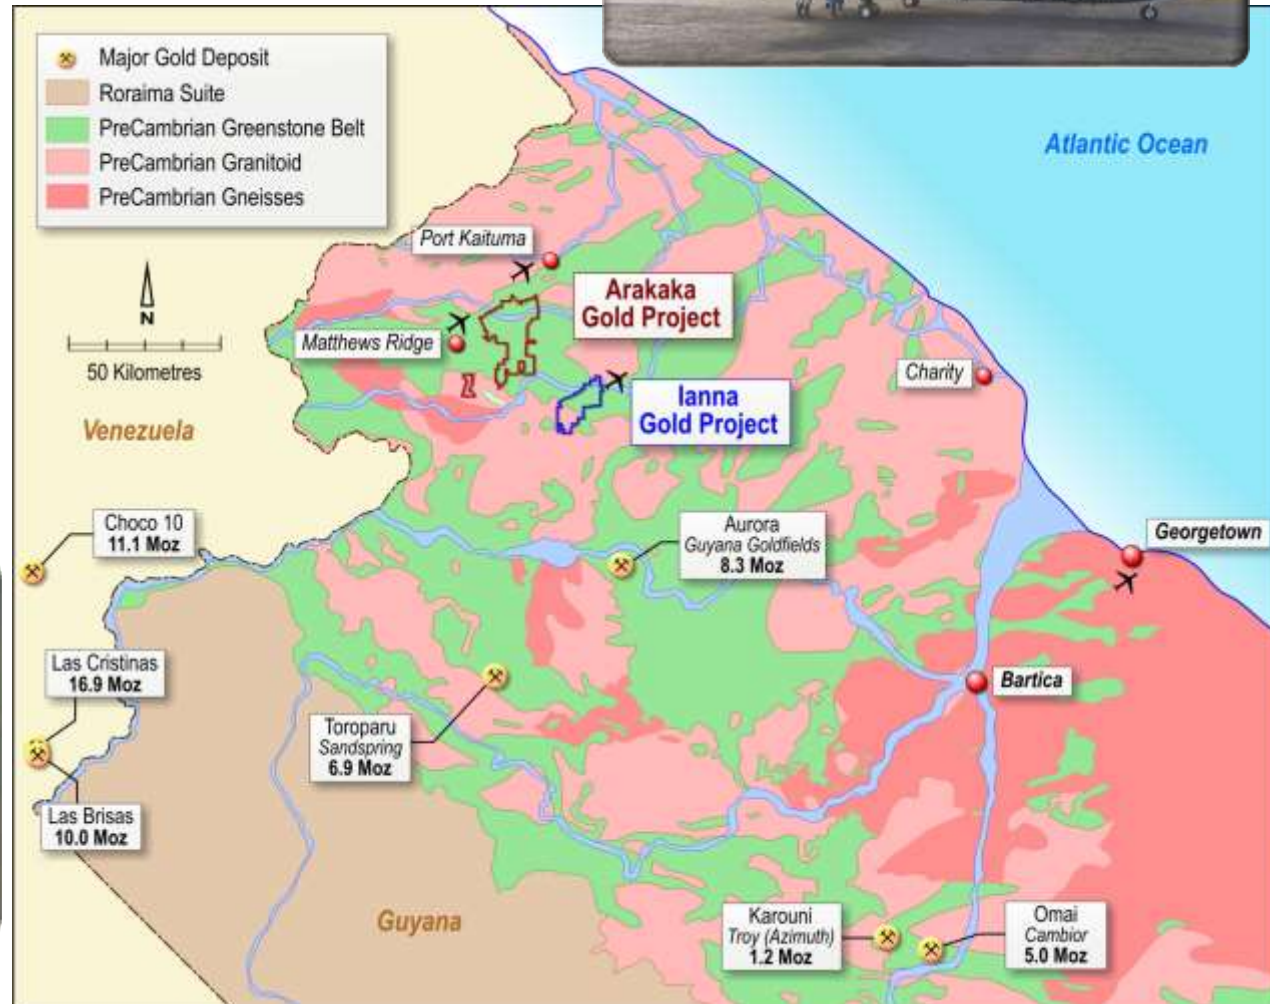 Major Gold Deposit
Roraima Suite
PreCambrian Greenstone Belt
PreCambrian Granitoid
PreCambrian Gneisses
Atlantic Ocean
Port Kaituma
N
Arakaka
Gold Project
Matthews Ridge
50 Kilometres
Charity
Ianna
Gold Project
Venezuela
Choco 10
11.1 Moz
Aurora
Guyana Goldfields
8.3 Moz
Georgetown
Las Cristinas
16.9 Moz
Bartica
Toroparu
Sandspring
6.9 Moz
Las Brisas
10.0 Moz
Guyana
Karouni
Troy (Azimuth)
1.2 Moz
Omai
Cambior
5.0 Moz